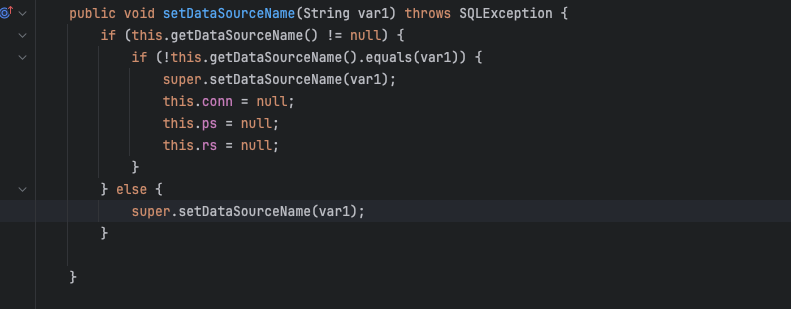 public void setDataSourceName(String var1) throws SQLException {
    if (this.getDataSourceName() != null) {
        if (!this.getDataSourceName().equals(var1)) {
            super.setDataSourceName(var1);
            this.conn = null;
            this.ps = null;
            this.rs = null;
        }
    } else {
        super.setDataSourceName(var1);
    }

}